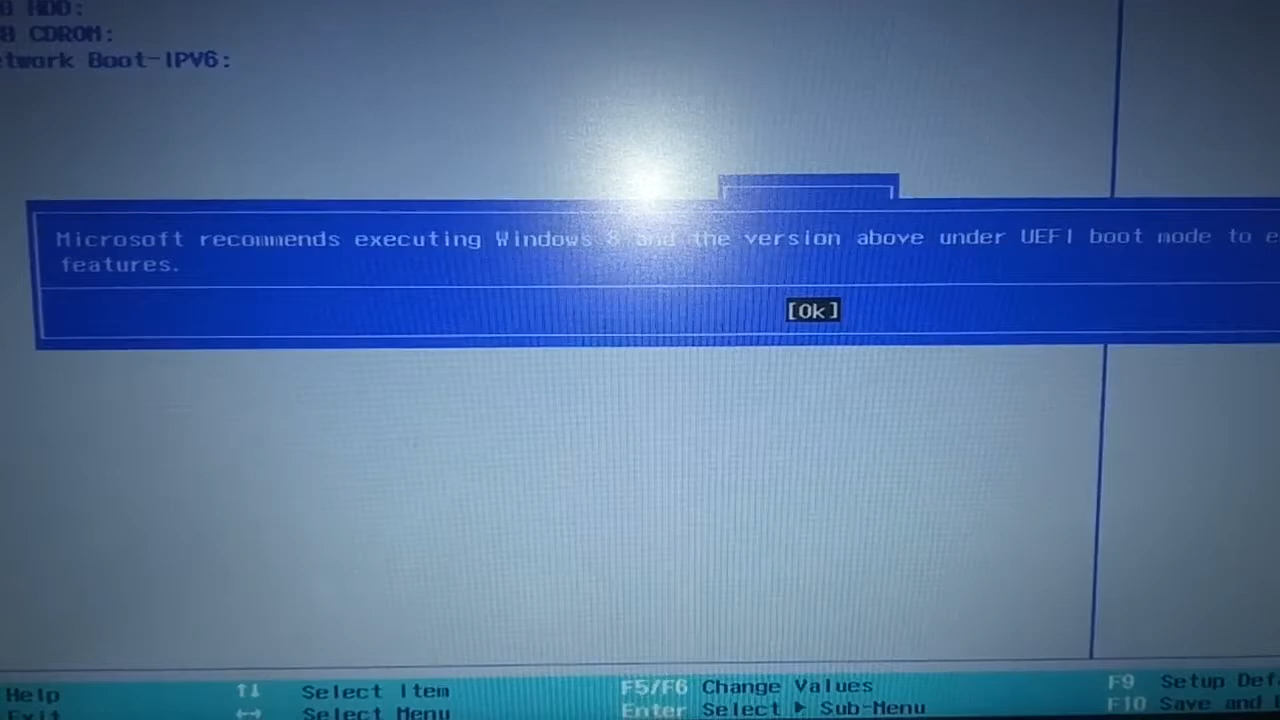 HDD:
CDROM:
Network Boot-IPV6:
Microsoft recommends executing Windows 8 and the version above under UEFI boot mode to
features.
[Ok]
Help ↑↓ Select Item F5/F6 Change Values F9 Setup
Exit ↔ Select Menu Enter Select ▶ Sub-Menu F10 Save and